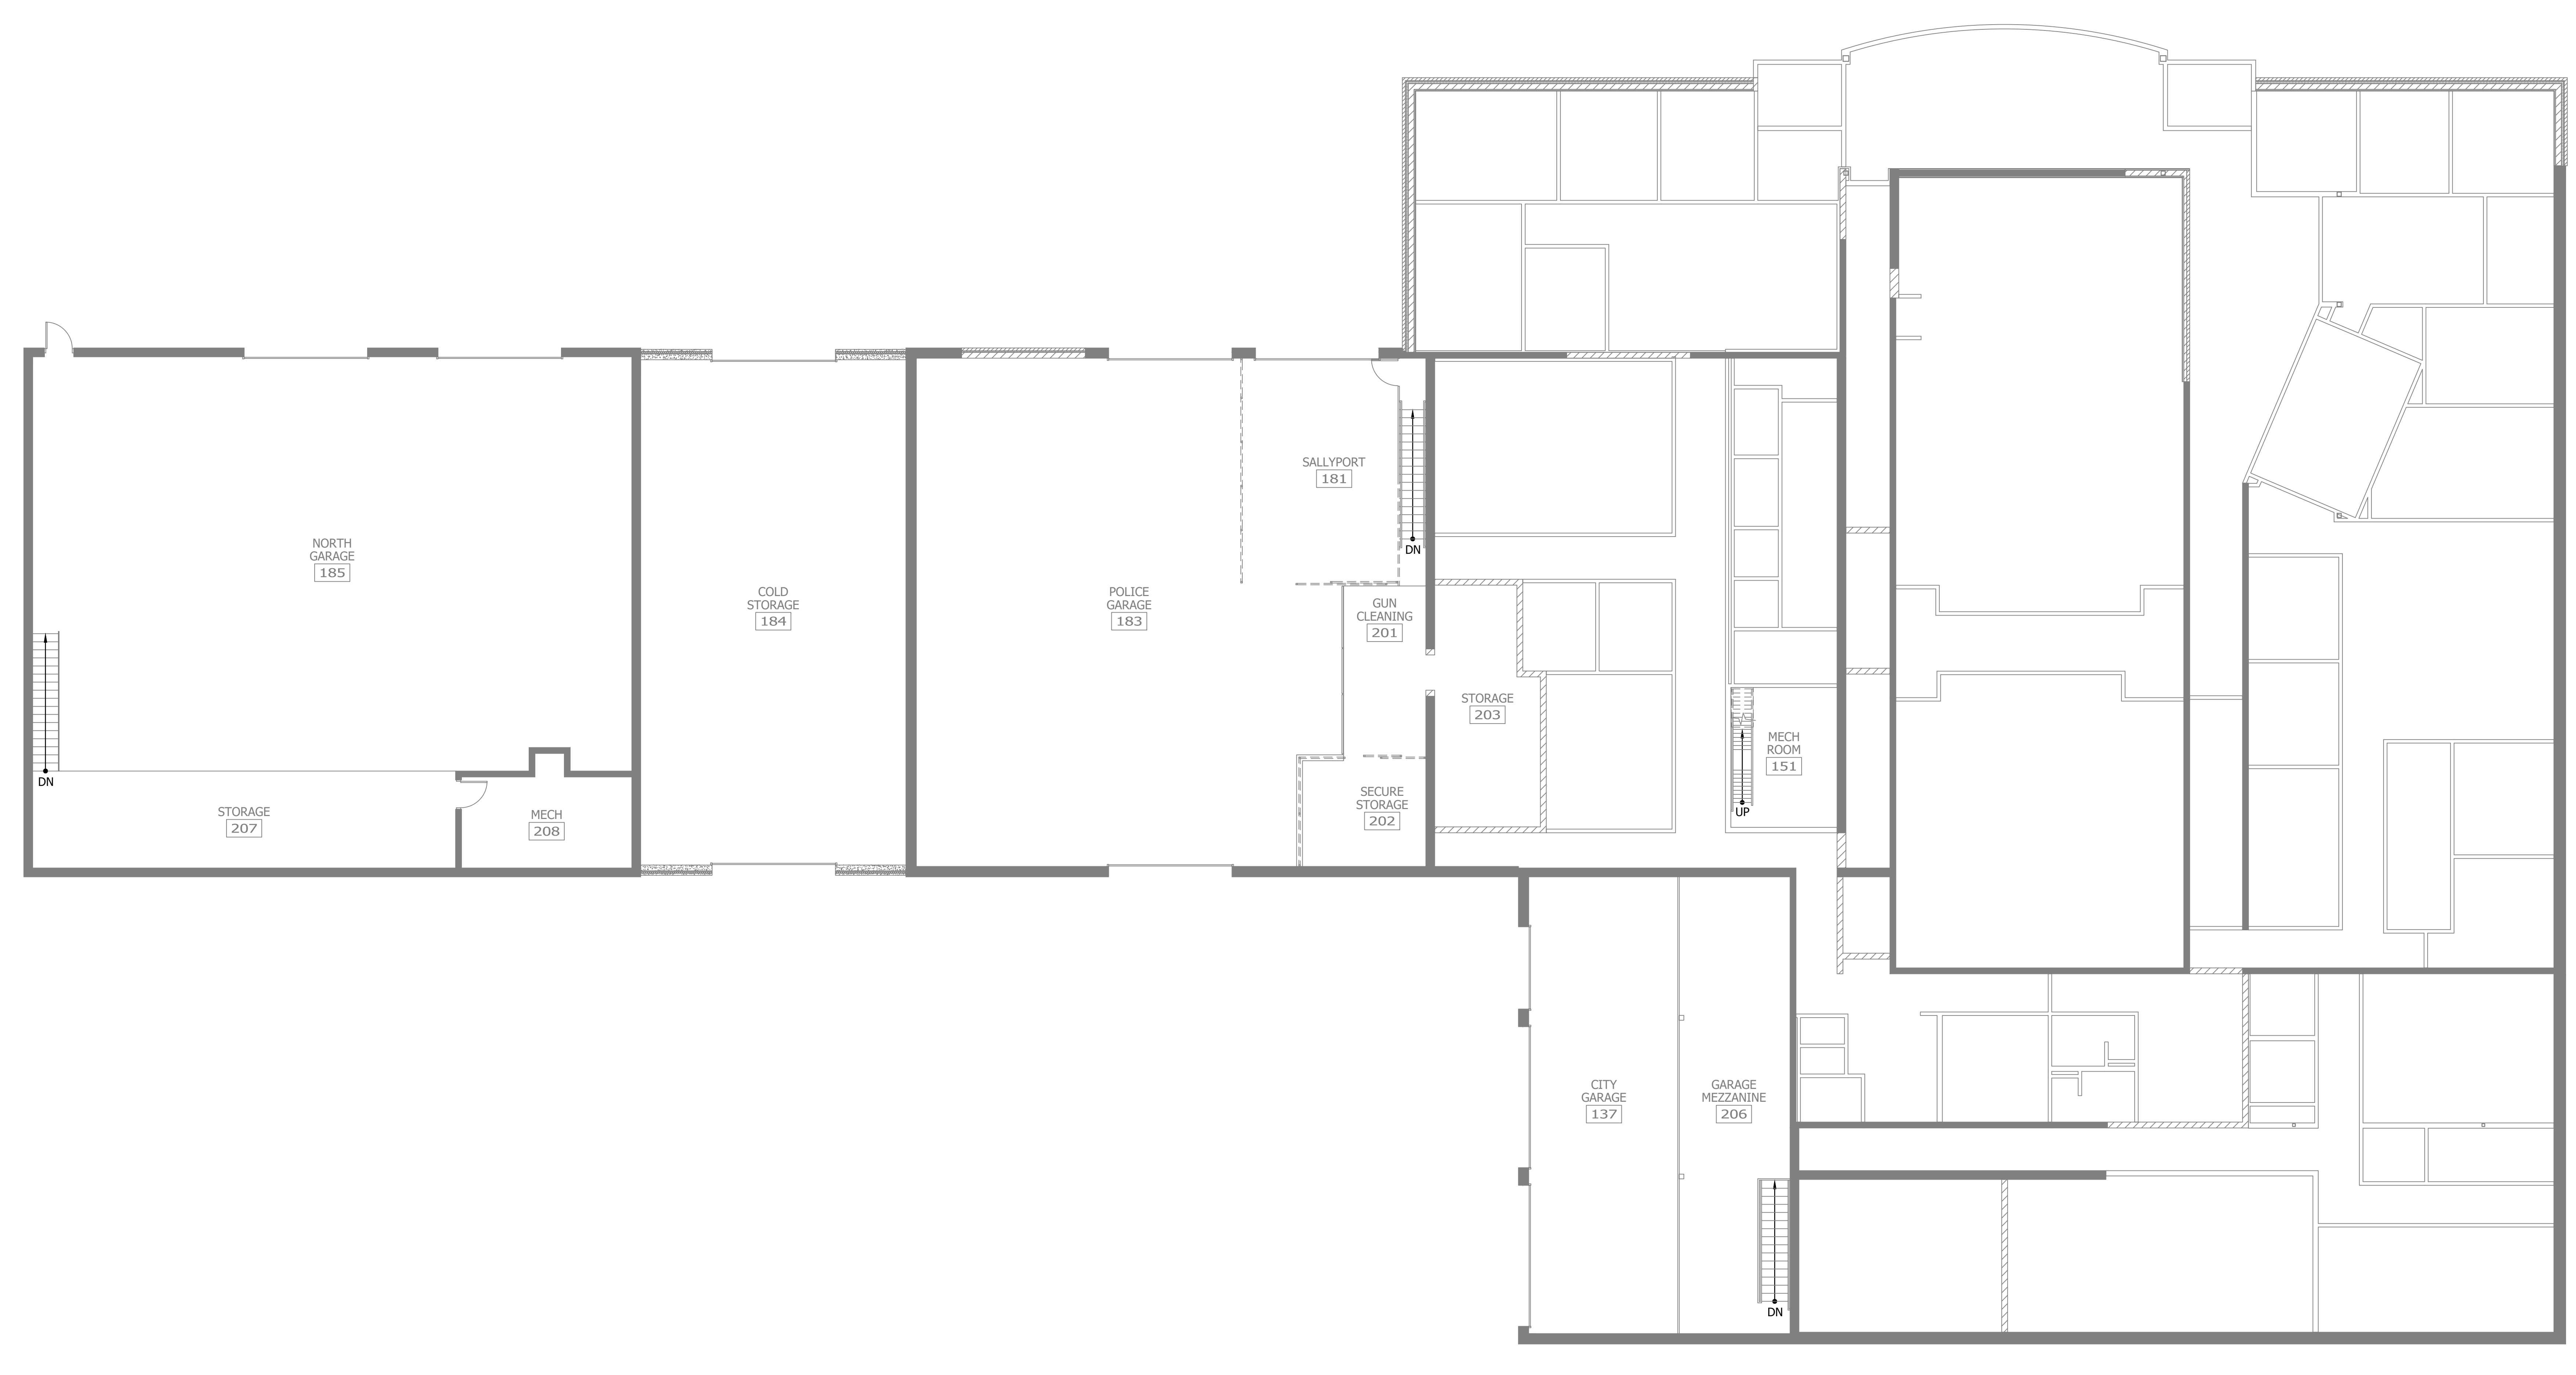 SALLYPORT
181
DN
NORTH
GARAGE
185
COLD
STORAGE
184
POLICE
GARAGE
183
GUN
CLEANING
201
STORAGE
203
MECH
ROOM
151
UP
DN
STORAGE
207
MECH
208
SECURE
STORAGE
202
CITY
GARAGE
137
GARAGE
MEZZANINE
206
DN